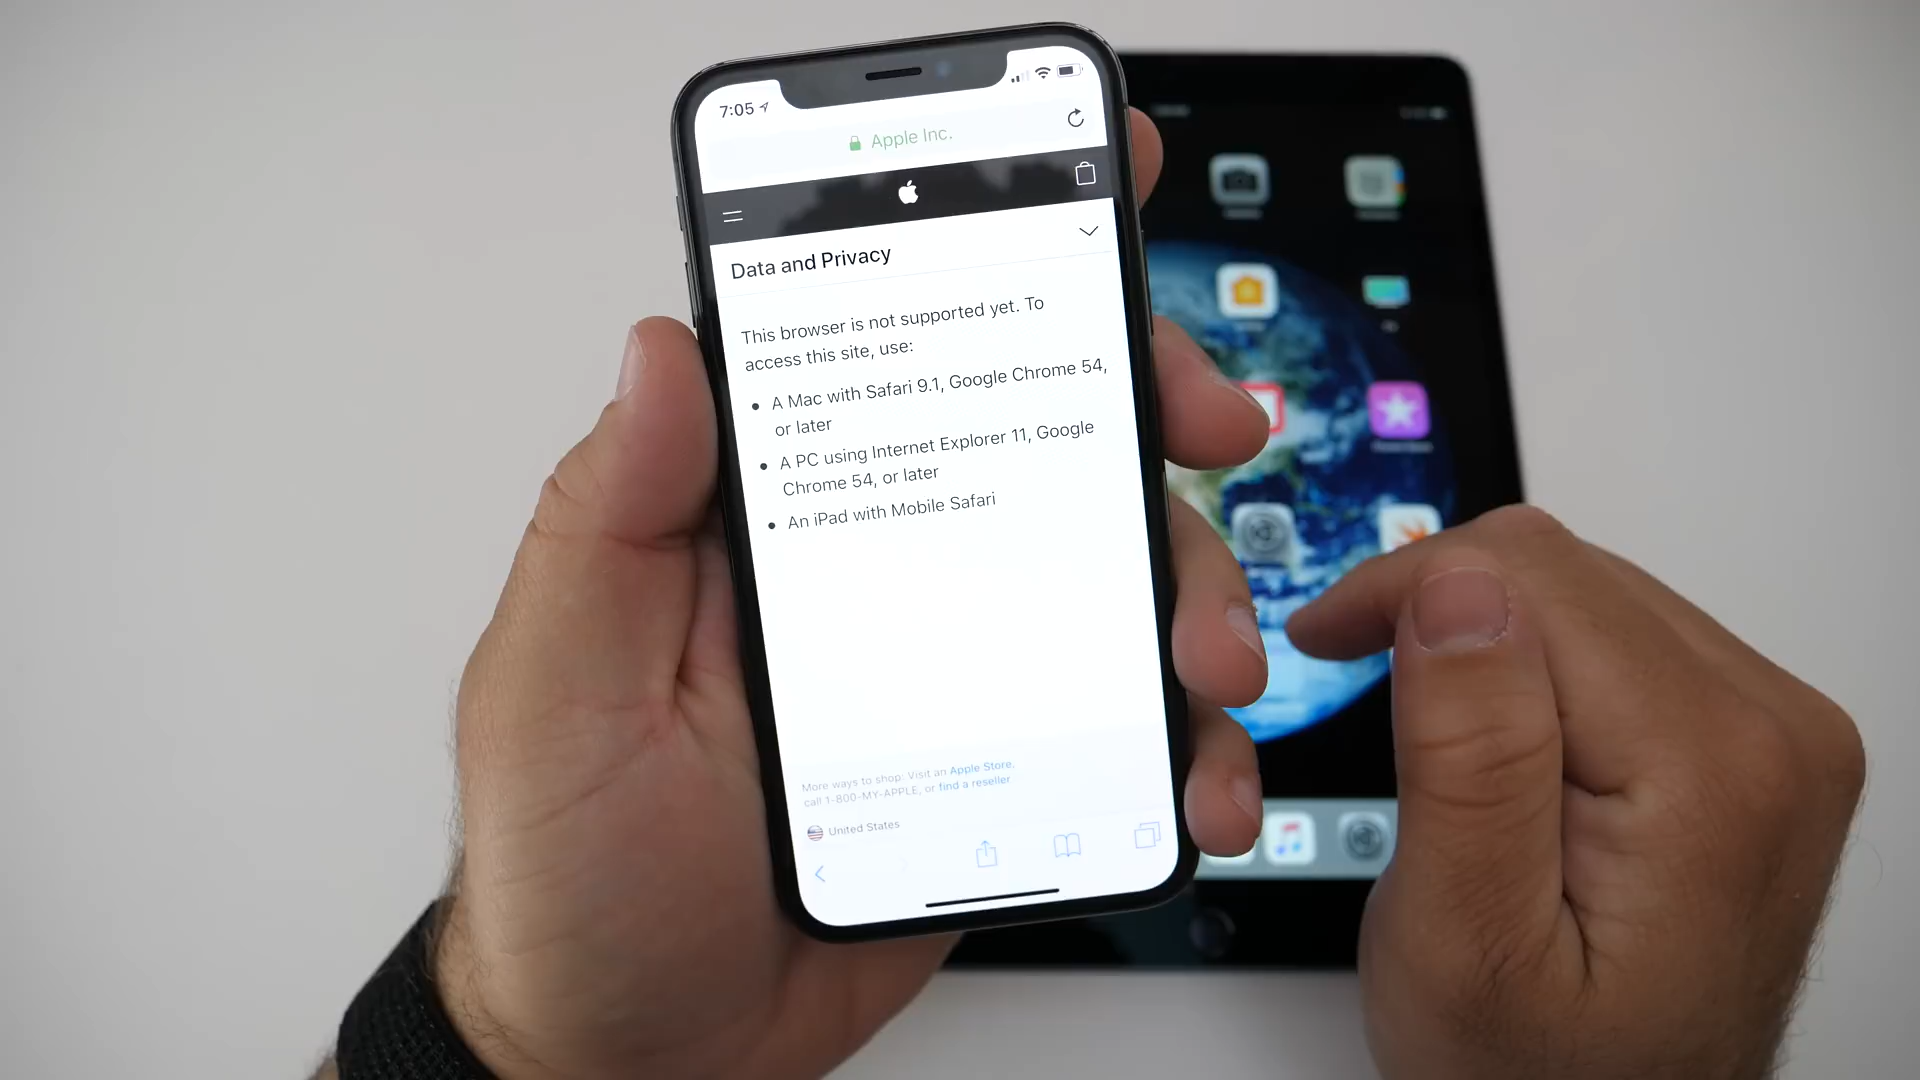 7:05
Apple Inc.
Data and Privacy
This browser is not supported yet. To
access this site, use:
A Mac with Safari 9.1, Google Chrome 54,
or later
A PC using Internet Explorer 11, Google
Chrome 54, or later
An iPad with Mobile Safari
More ways to shop: Visit an Apple Store,
call 1-800-MY-APPLE, or find a reseller
United States